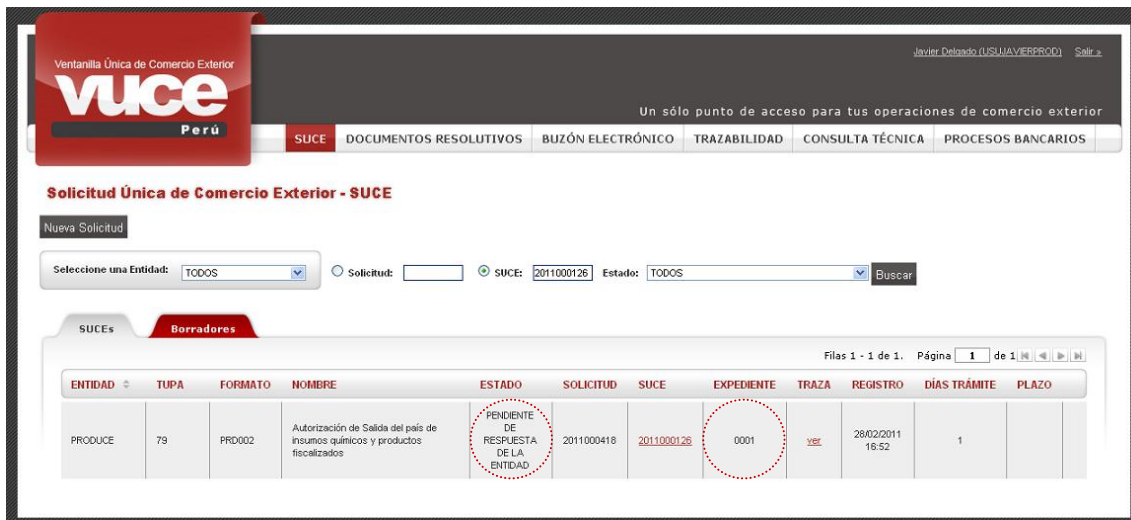 Javier Delgado (USUJAVIERPROD) Salir »
Ventanilla Única de Comercio Exterior
vuce
Perú
Un sólo punto de acceso para tus operaciones de comercio exterior
SUCE DOCUMENTOS RESOLUTIVOS BUZÓN ELECTRÓNICO TRAZABILIDAD CONSULTA TÉCNICA PROCESOS BANCARIOS
Solicitud Única de Comercio Exterior - SUCE
Nueva Solicitud
Seleccione una Entidad: TODOS Solicitud: SUCE: 2011000126 Estado: TODOS Buscar
SUCEs Borradores
Filas 1 - 1 de 1. Página 1 de 1
ENTIDAD TUPA FORMATO NOMBRE ESTADO SOLICITUD SUCE EXPEDIENTE TRAZA REGISTRO DÍAS TRÁMITE PLAZO
PRODUCE 79 PRD002 Autorización de Salida del país de
insumos químicos y productos
fiscalizados
PENDIENTE
DE
RESPUESTA
DE LA
ENTIDAD
2011000418 2011000126 0001 ver 28/02/2011
16:52
1